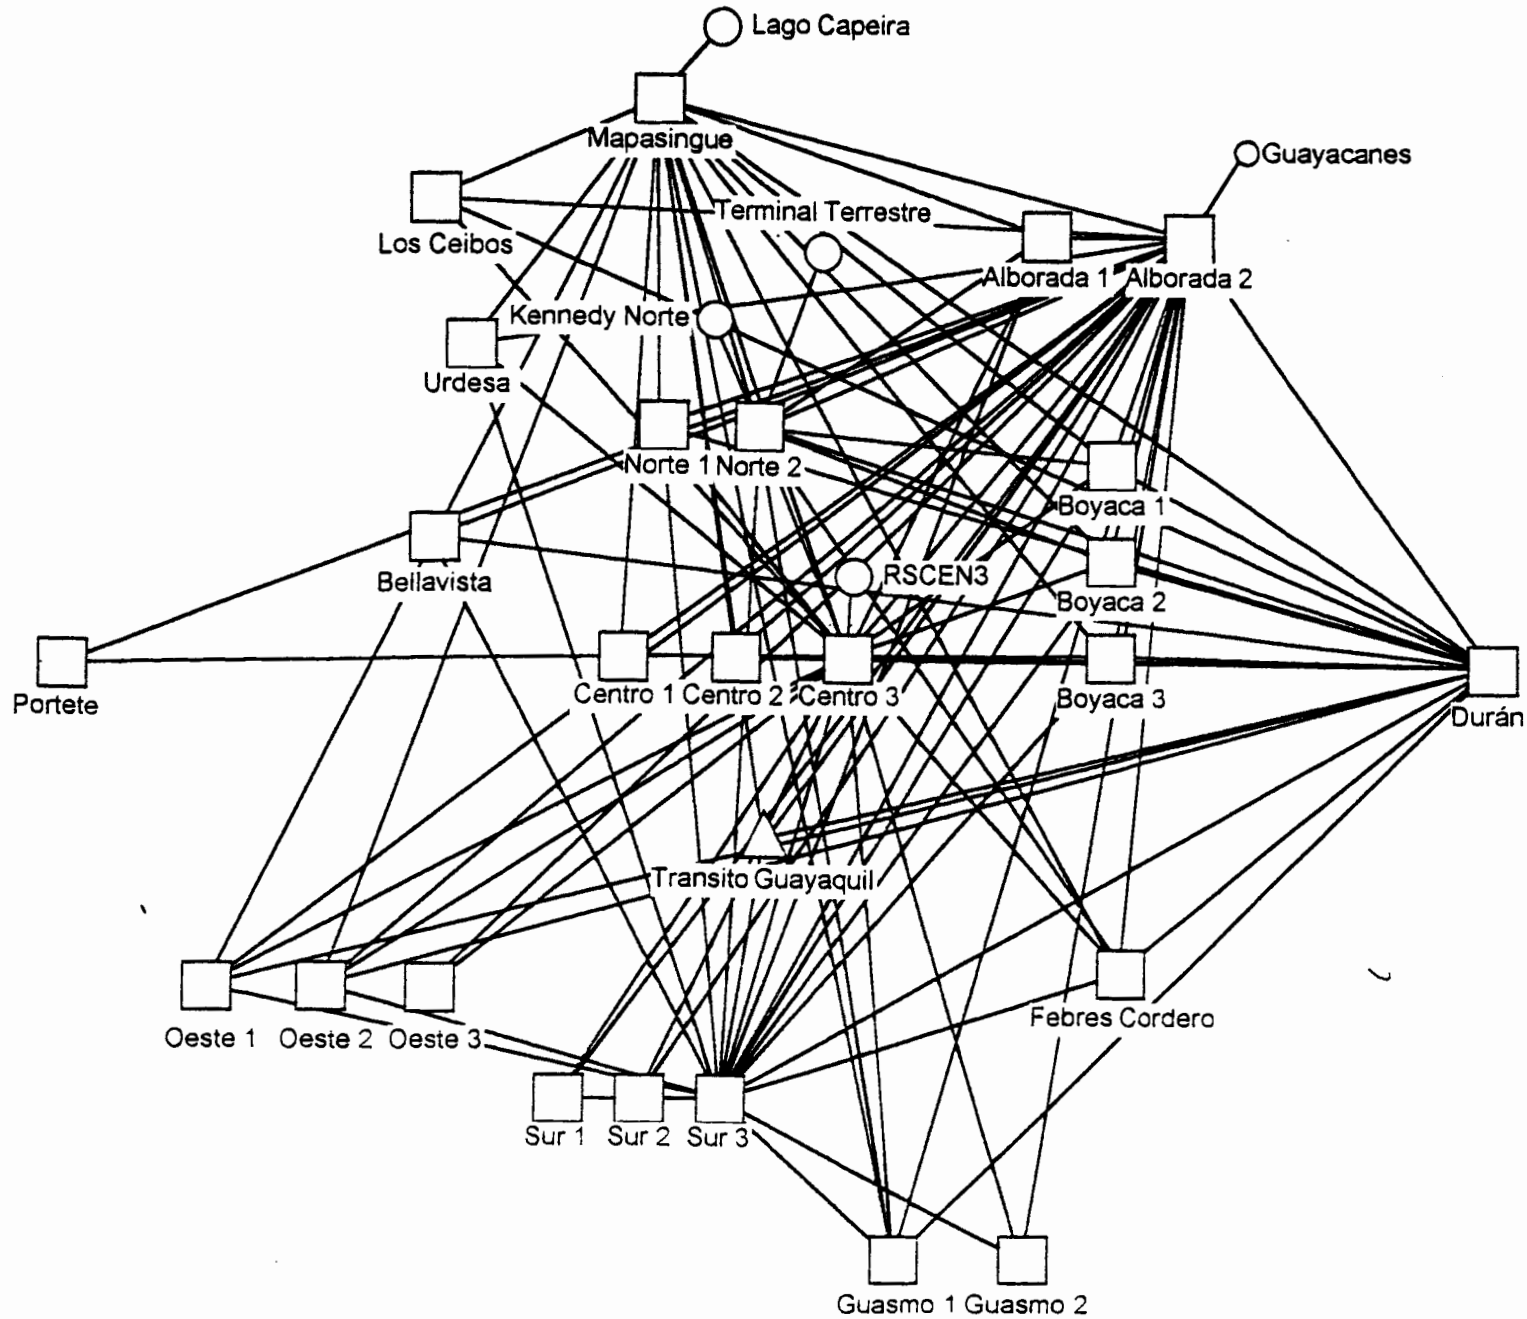 Lago Capeira
Mapasingue
Guayacanes
Terminal Terrestre
Los Ceibos
Alborada 1
Alborada 2
Kennedy Norte
Urdesa
Norte 1
Norte 2
Boyaca 1
Bellavista
RSCEN3
Boyaca 2
Portete
Centro 1
Centro 2
Centro 3
Boyaca 3
Durán
Transito Guayaquil
Oeste 1
Oeste 2
Oeste 3
Febres Cordero
Sur 1
Sur 2
Sur 3
Guasmo 1
Guasmo 2